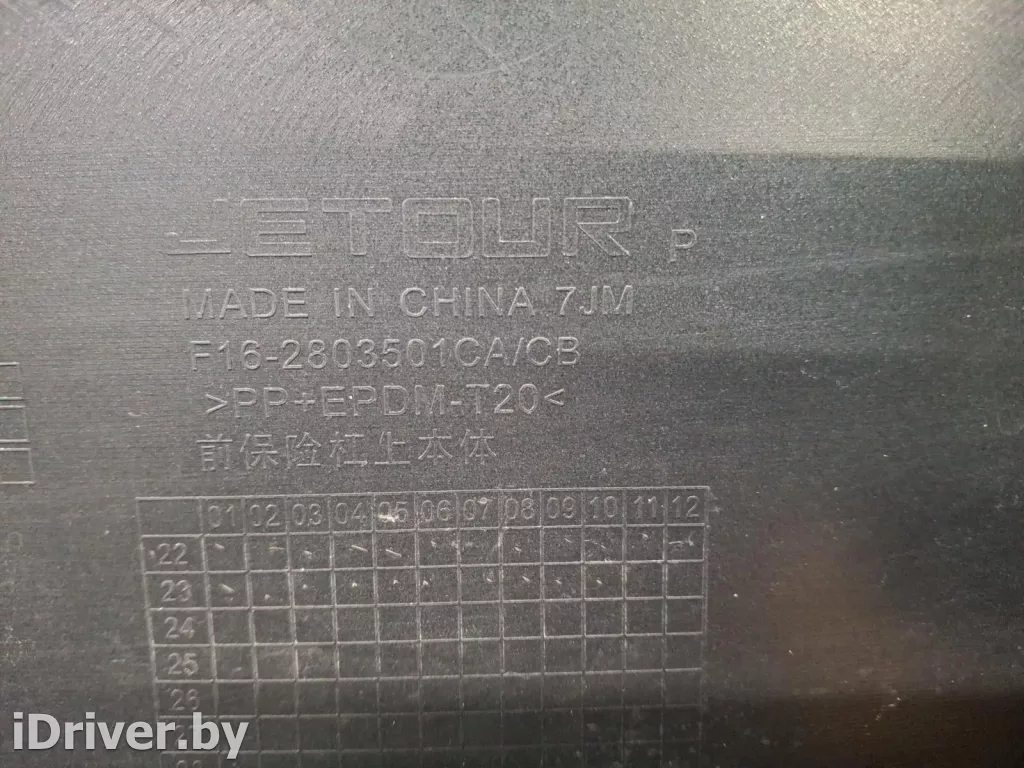 JETOUR P
MADE IN CHINA 7JM
F16-2803501CA/CB
>PP+EPDM-T20<
前保险杠上本体
01 02 03 04 05 06 07 08 09 10 11 12
22
23
24
25
26
iDriver.by